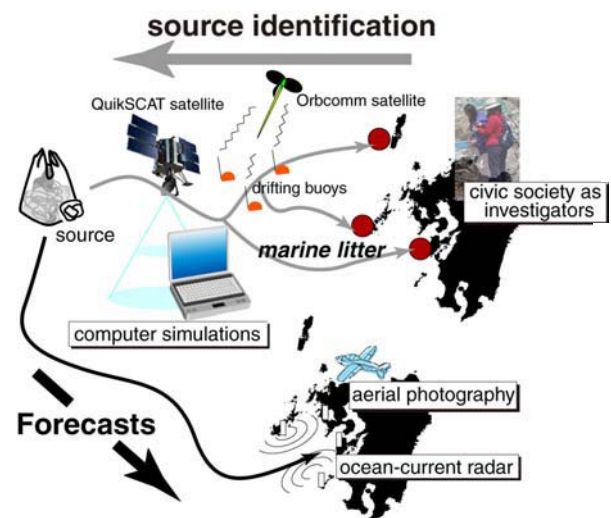 source identification
QuikSCAT satellite
Orbcomm satellite
drifting buoys
civic society as
investigators
source
marine litter
computer simulations
aerial photography
Forecasts
ocean-current radar